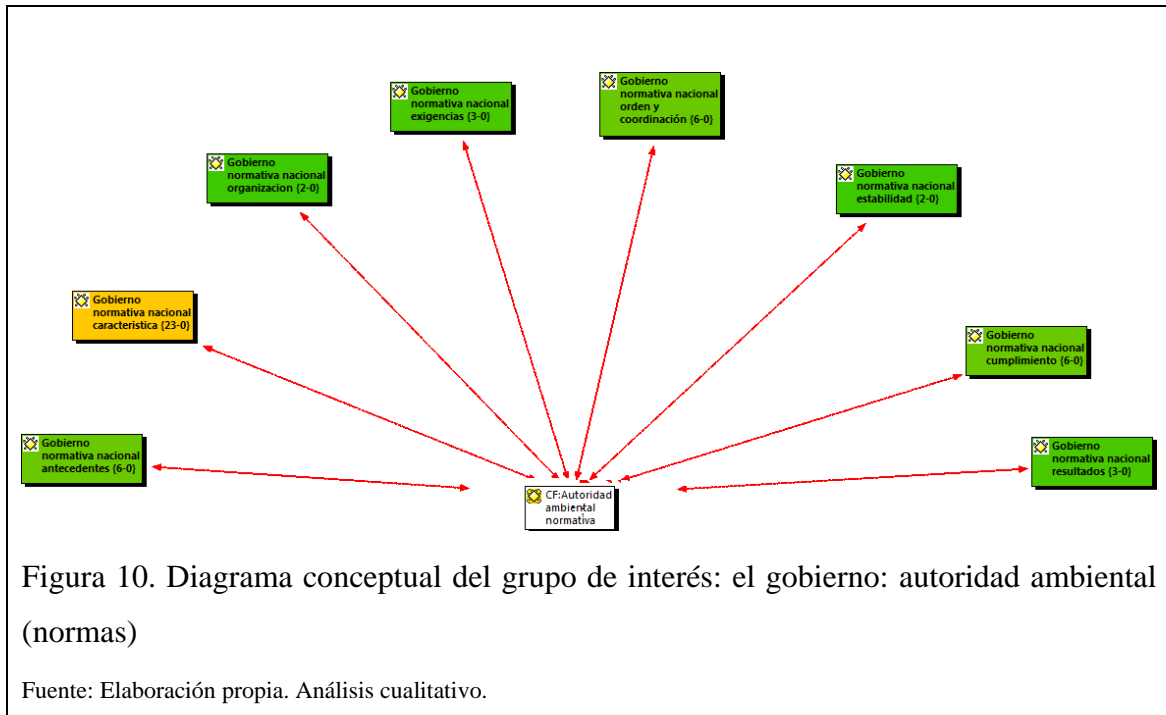 Gobierno
normativa nacional
orden y
coordinación {6-0}
Gobierno
normativa nacional
exigencias {3-0}
Gobierno
normativa nacional
organizacion {2-0}
Gobierno
normativa nacional
estabilidad {2-0}
Gobierno
normativa nacional
caracteristica {23-0}
Gobierno
normativa nacional
cumplimiento {6-0}
Gobierno
normativa nacional
antecedentes {6-0}
Gobierno
normativa nacional
resultados {3-0}
CF:Autoridad
ambiental
normativa
Figura 10. Diagrama conceptual del grupo de interés: el gobierno: autoridad ambiental
(normas)
Fuente: Elaboración propia. Análisis cualitativo.